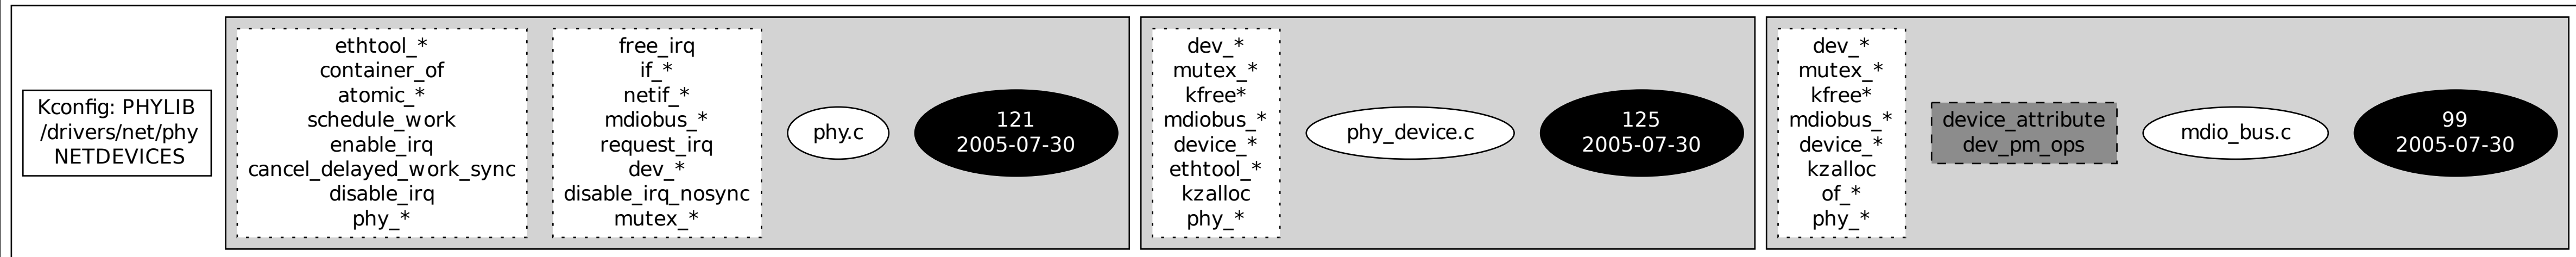 Kconfig: PHYLIB
/drivers/net/phy
NETDEVICES
ethtool_*
container_of
atomic_*
schedule_work
enable_irq
cancel_delayed_work_sync
disable_irq
phy_*
free_irq
if_*
netif_*
mdiobus_*
request_irq
dev_*
disable_irq_nosync
mutex_*
phy.c
121
2005-07-30
dev_*
mutex_*
kfree*
mdiobus_*
device_*
ethtool_*
kzalloc
phy_*
phy_device.c
125
2005-07-30
dev_*
mutex_*
kfree*
mdiobus_*
device_*
kzalloc
of_*
phy_*
device_attribute
dev_pm_ops
mdio_bus.c
99
2005-07-30